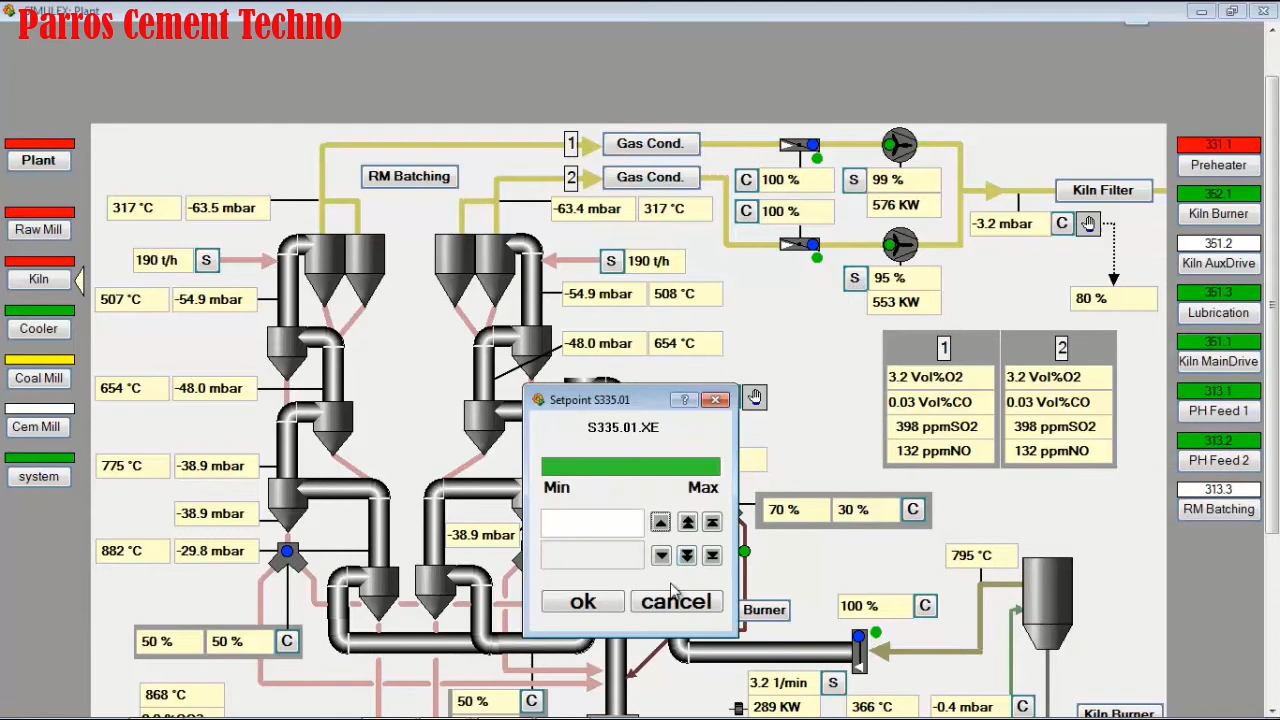 Parros Cement Techno
Plant
Raw Mill
Kiln
Cooler
Coal Mill
Cem Mill
system
RM Batching
1
Gas Cond.
2
Gas Cond.
C 100 %
C 100 %
S 99 %
576 KW
S 95 %
553 KW
Kiln Filter
-3.2 mbar C
80 %
317 °C -63.5 mbar
-63.4 mbar 317 °C
190 t/h S
S 190 t/h
507 °C -54.9 mbar
-54.9 mbar 508 °C
-48.0 mbar 654 °C
654 °C -48.0 mbar
775 °C -38.9 mbar
-38.9 mbar
-38.9 mbar
882 °C -29.8 mbar
50 % 50 % C
868 °C
50 % C
1 2
3.2 Vol%O2 3.2 Vol%O2
0.03 Vol%CO 0.03 Vol%CO
398 ppmSO2 398 ppmSO2
132 ppmNO 132 ppmNO
Setpoint S335.01
S335.01.XE
Min Max
ok cancel
70 % 30 % C
795 °C
Burner
100 % C
3.2 1/min S
289 KW
366 °C
-0.4 mbar C
Kiln Burner
331.1
Preheater
352.1
Kiln Burner
351.2
Kiln AuxDrive
351.3
Lubrication
351.1
Kiln MainDrive
313.1
PH Feed 1
313.2
PH Feed 2
313.3
RM Batching